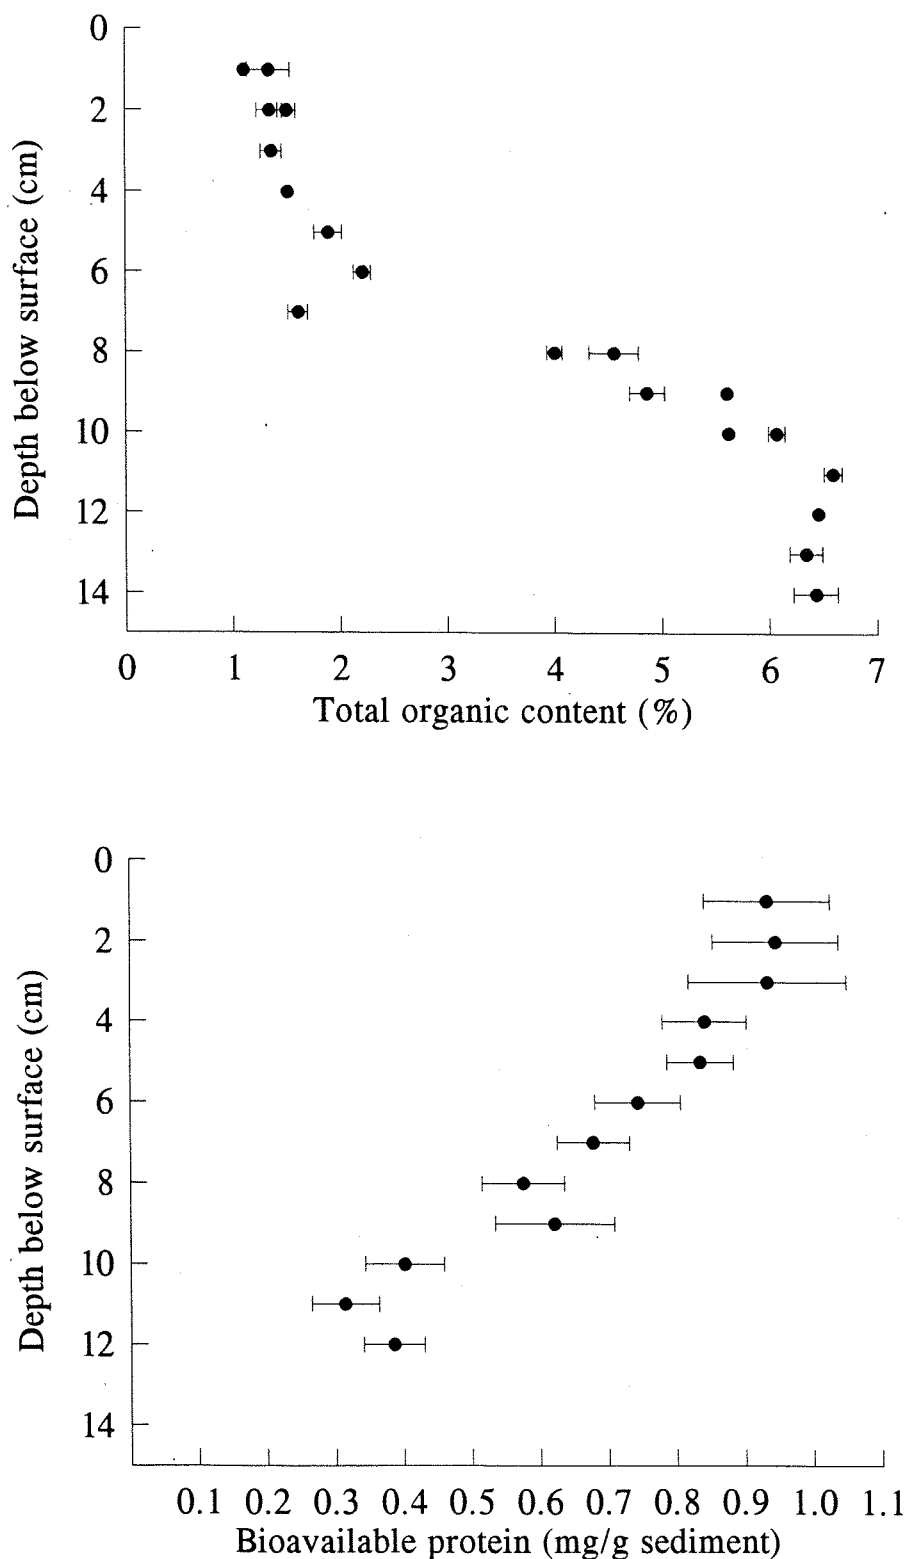 0
2
4
6
8
10
12
14
Depth below surface (cm)
0 1 2 3 4 5 6 7
Total organic content (%)
0
2
4
6
8
10
12
14
Depth below surface (cm)
0.1 0.2 0.3 0.4 0.5 0.6 0.7 0.8 0.9 1.0 1.1
Bioavailable protein (mg/g sediment)